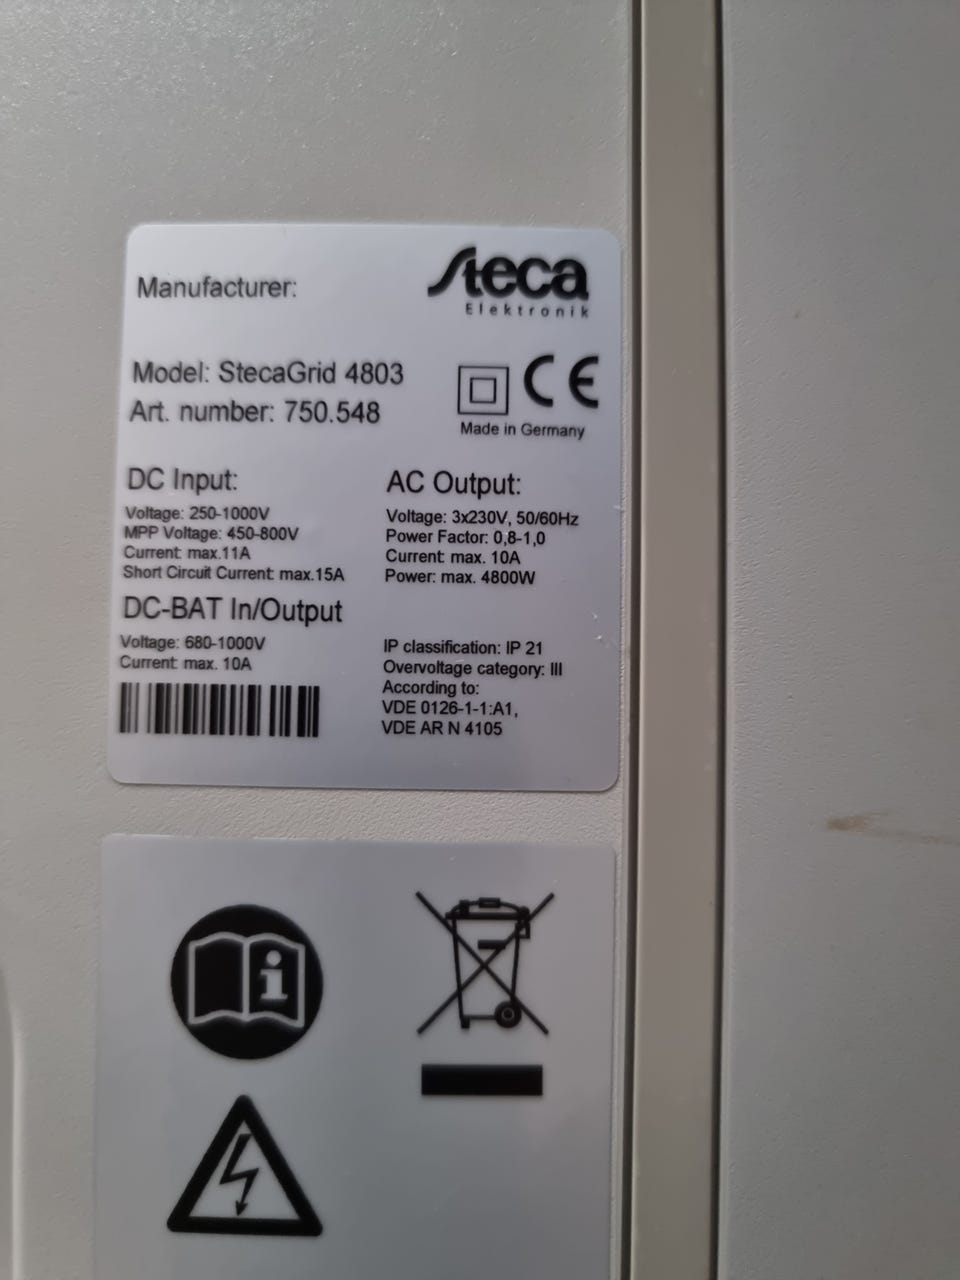 Manufacturer:
Steca
Elektronik
Model: StecaGrid 4803
Art. number: 750.548
CE
Made in Germany
DC Input:
Voltage: 250-1000V
MPP Voltage: 450-800V
Current: max.11A
Short Circuit Current: max.15A
DC-BAT In/Output
Voltage: 680-1000V
Current: max. 10A
AC Output:
Voltage: 3x230V, 50/60Hz
Power Factor: 0,8-1,0
Current: max. 10A
Power: max. 4800W
IP classification: IP 21
Overvoltage category: III
According to:
VDE 0126-1-1:A1,
VDE AR N 4105
i